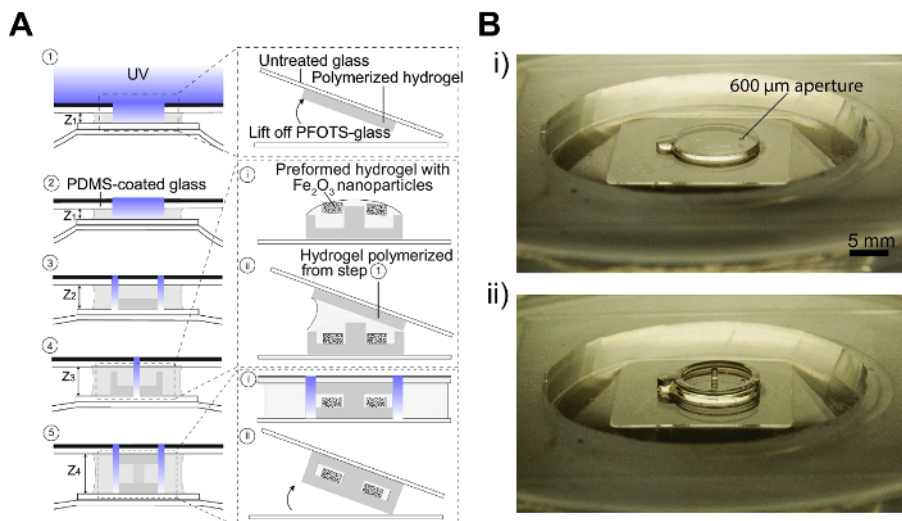 A
1
UV
Z1
Untreated glass
Polymerized hydrogel
Lift off PFOTS-glass
2
PDMS-coated glass
Z1
i
Preformed hydrogel with
Fe2O3 nanoparticles
3
Z2
ii
Hydrogel polymerized
from step 1
4
Z3
i
5
Z4
ii
B
i)
600 μm aperture
5 mm
ii)